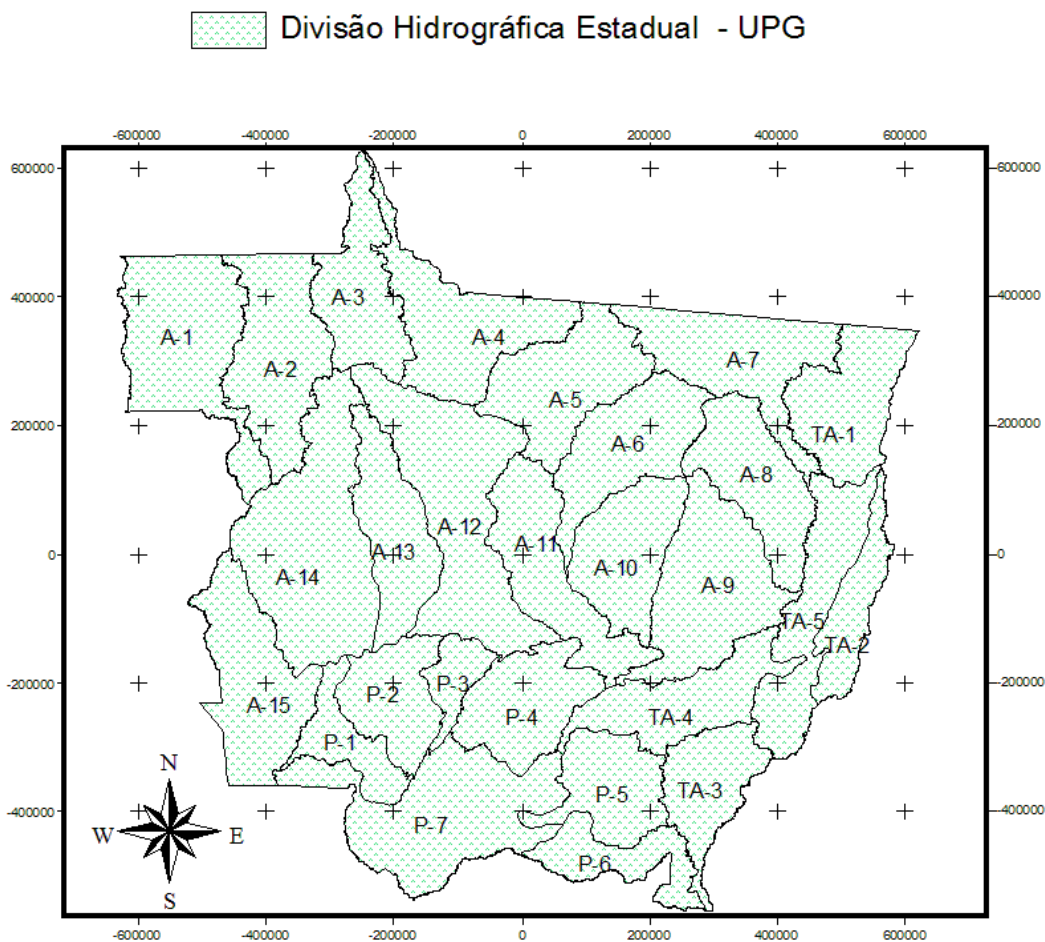 Divisão Hidrográfica Estadual - UPG
-600000 -400000 -200000 0 200000 400000 600000
600000 600000
A-3
400000 400000
A-1
A-4
A-7
A-2
A-5
200000 200000
TA-1
A-6
A-8
A-12
A-11
0 0
A-13
A-10
A-14
A-9
TA-5
TA-2
-200000 -200000
P-3
P-2
A-15
P-4
TA-4
P-1
N
TA-3
P-5
-400000 -400000
P-7
W E
P-6
S
-600000 -400000 -200000 0 200000 400000 600000